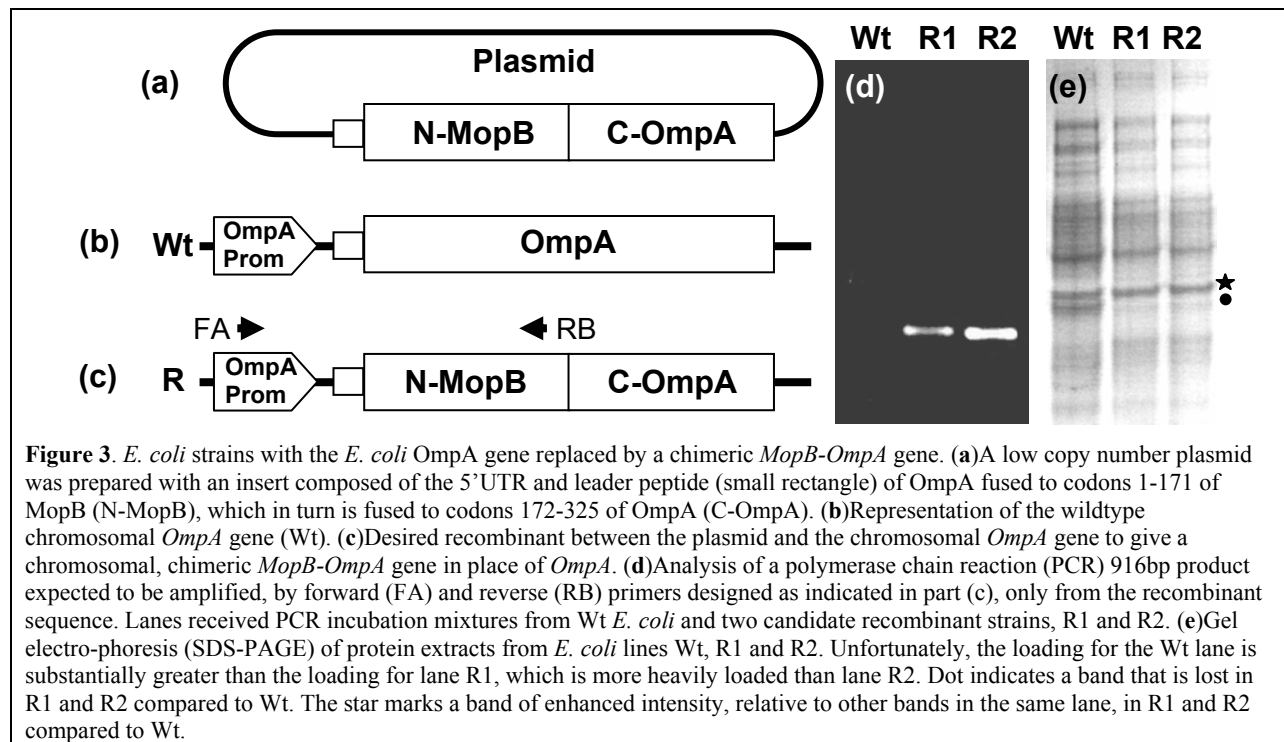 Wt R1 R2
Wt R1 R2
(a)
Plasmid
(d)
(e)
N-MopB
C-OmpA
(b)
Wt
OmpA
Prom
OmpA
FA
RB
(c)
R
OmpA
Prom
N-MopB
C-OmpA
Figure 3. E. coli strains with the E. coli OmpA gene replaced by a chimeric MopB-OmpA gene. (a)A low copy number plasmid
was prepared with an insert composed of the 5’UTR and leader peptide (small rectangle) of OmpA fused to codons 1-171 of
MopB (N-MopB), which in turn is fused to codons 172-325 of OmpA (C-OmpA). (b)Representation of the wildtype
chromosomal OmpA gene (Wt). (c)Desired recombinant between the plasmid and the chromosomal OmpA gene to give a
chromosomal, chimeric MopB-OmpA gene in place of OmpA. (d)Analysis of a polymerase chain reaction (PCR) 916bp product
expected to be amplified, by forward (FA) and reverse (RB) primers designed as indicated in part (c), only from the recombinant
sequence. Lanes received PCR incubation mixtures from Wt E. coli and two candidate recombinant strains, R1 and R2. (e)Gel
electro-phoresis (SDS-PAGE) of protein extracts from E. coli lines Wt, R1 and R2. Unfortunately, the loading for the Wt lane is
substantially greater than the loading for lane R1, which is more heavily loaded than lane R2. Dot indicates a band that is lost in
R1 and R2 compared to Wt. The star marks a band of enhanced intensity, relative to other bands in the same lane, in R1 and R2
compared to Wt.